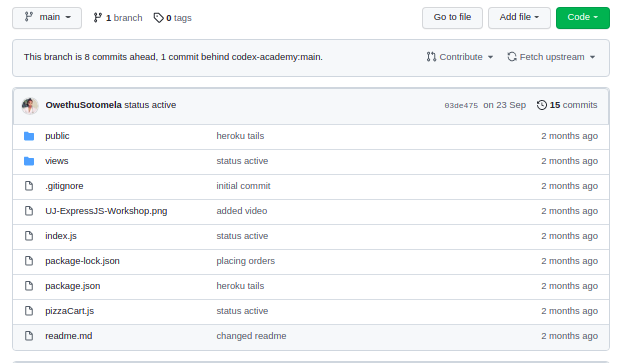 main 1 branch 0 tags Go to file Add file Code
This branch is 8 commits ahead, 1 commit behind codex-academy:main. Contribute Fetch upstream
OwethuSotomela status active 03de475 on 23 Sep 15 commits
public heroku tails 2 months ago
views status active 2 months ago
.gitignore initial commit 2 months ago
UJ-ExpressJS-Workshop.png added video 2 months ago
index.js status active 2 months ago
package-lock.json placing orders 2 months ago
package.json heroku tails 2 months ago
pizzaCart.js status active 2 months ago
readme.md changed readme 2 months ago